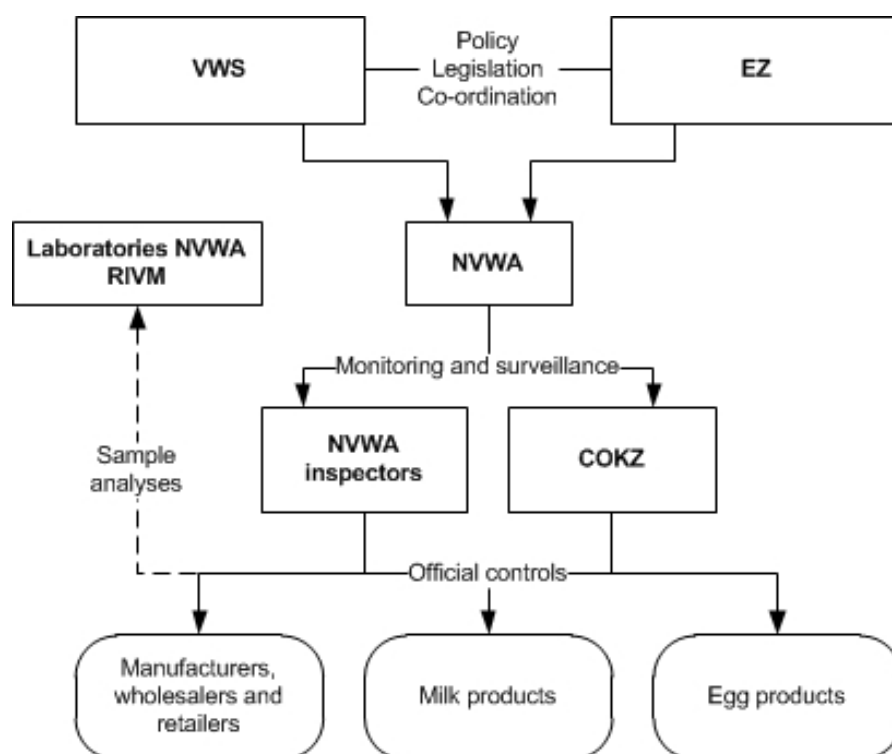 VWS
Policy
Legislation
Co-ordination
EZ
Laboratories NVWA
RIVM
NVWA
Monitoring and surveillance
NVWA
inspectors
COKZ
Sample
analyses
Official controls
Manufacturers,
wholesalers and
retailers
Milk products
Egg products